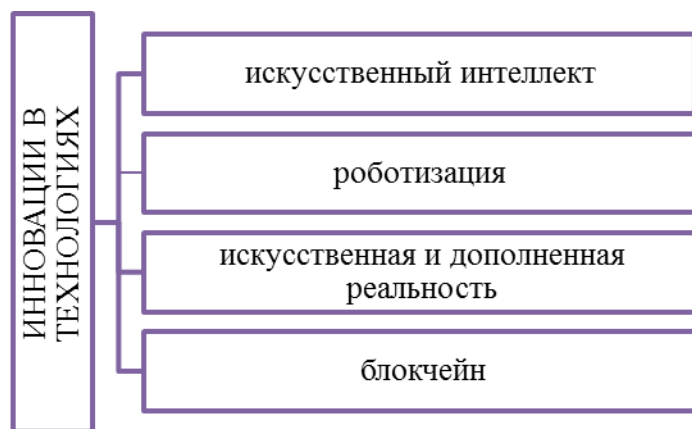 ИННОВАЦИИ В
ТЕХНОЛОГИЯХ
искусственный интеллект
роботизация
искусственная и дополненная
реальность
блокчейн